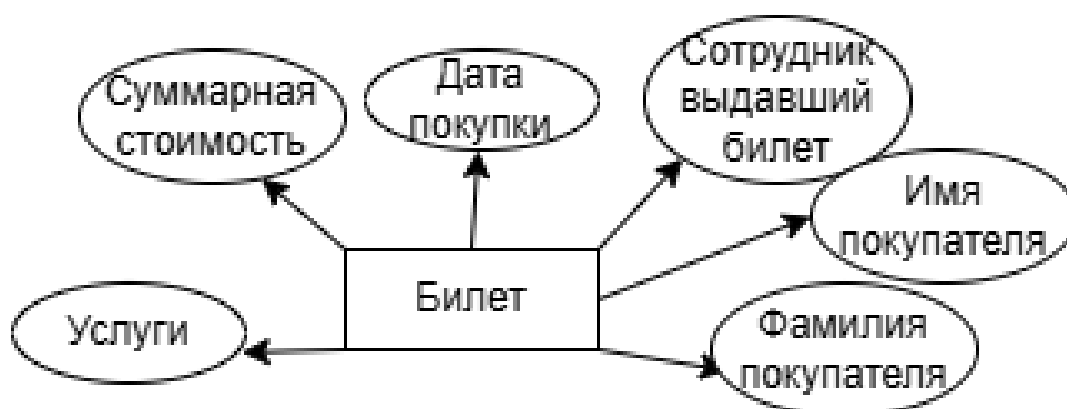 Суммарная
стоимость
Дата
покупки
Сотрудник
выдавший
билет
Имя
покупателя
Услуги
Билет
Фамилия
покупателя